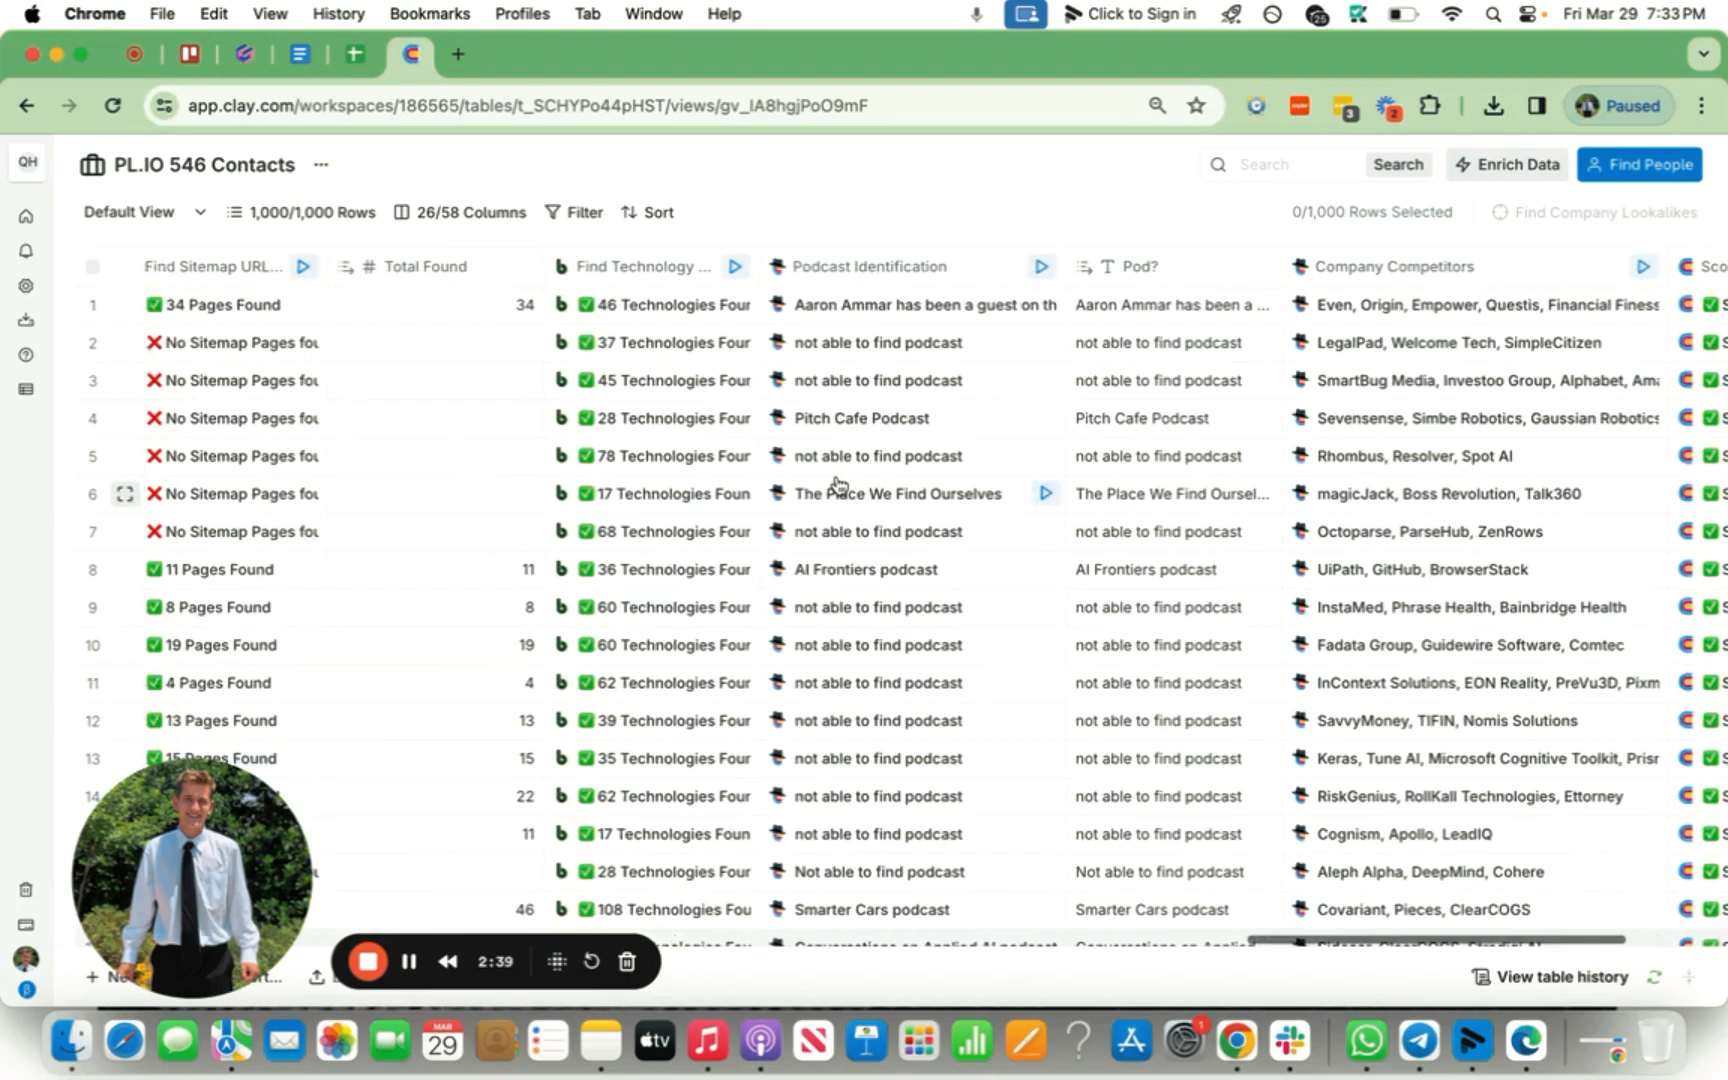 Chrome File Edit View History Bookmarks Profiles Tab Window Help Click to Sign in 25 Fri Mar 29 7:33 PM
app.clay.com/workspaces/186565/tables/t_SCHYPo44pHST/views/gv_IA8hgjPoO9mF 3 2 Paused
QH PL.IO 546 Contacts ... Search Search Enrich Data Find People
Default View 1,000/1,000 Rows 26/58 Columns Filter Sort 0/1,000 Rows Selected Find Company Lookalikes
Find Sitemap URL... # Total Found b Find Technology ... Podcast Identification T Pod? Company Competitors Sco
1 34 Pages Found 34 b 46 Technologies Four Aaron Ammar has been a guest on th Aaron Ammar has been a ... Even, Origin, Empower, Questis, Financial Finess S
2 No Sitemap Pages fou b 37 Technologies Four not able to find podcast not able to find podcast LegalPad, Welcome Tech, SimpleCitizen S
3 No Sitemap Pages fou b 45 Technologies Four not able to find podcast not able to find podcast SmartBug Media, Investoo Group, Alphabet, Ama S
4 No Sitemap Pages fou b 28 Technologies Four Pitch Cafe Podcast Pitch Cafe Podcast Sevensense, Simbe Robotics, Gaussian Robotics S
5 No Sitemap Pages fou b 78 Technologies Four not able to find podcast not able to find podcast Rhombus, Resolver, Spot AI S
6 No Sitemap Pages fou b 17 Technologies Foun The Place We Find Ourselves The Place We Find Oursel... magicJack, Boss Revolution, Talk360 S
7 No Sitemap Pages fou b 68 Technologies Four not able to find podcast not able to find podcast Octoparse, ParseHub, ZenRows S
8 11 Pages Found 11 b 36 Technologies Four AI Frontiers podcast AI Frontiers podcast UiPath, GitHub, BrowserStack S
9 8 Pages Found 8 b 60 Technologies Four not able to find podcast not able to find podcast InstaMed, Phrase Health, Bainbridge Health S
10 19 Pages Found 19 b 60 Technologies Four not able to find podcast not able to find podcast Fadata Group, Guidewire Software, Comtec S
11 4 Pages Found 4 b 62 Technologies Four not able to find podcast not able to find podcast InContext Solutions, EON Reality, PreVu3D, Pixm S
12 13 Pages Found 13 b 39 Technologies Four not able to find podcast not able to find podcast SavvyMoney, TIFIN, Nomis Solutions S
13 15 Pages Found 15 b 35 Technologies Four not able to find podcast not able to find podcast Keras, Tune AI, Microsoft Cognitive Toolkit, Prisr S
14 22 b 62 Technologies Four not able to find podcast not able to find podcast RiskGenius, RollKall Technologies, Ettorney S
11 b 17 Technologies Foun not able to find podcast not able to find podcast Cognism, Apollo, LeadIQ S
b 28 Technologies Four Not able to find podcast Not able to find podcast Aleph Alpha, DeepMind, Cohere S
46 b 108 Technologies Fou Smarter Cars podcast Smarter Cars podcast Covariant, Pieces, ClearCOGS S
+ Ne 2:39 View table history
MAR
29 tv 1